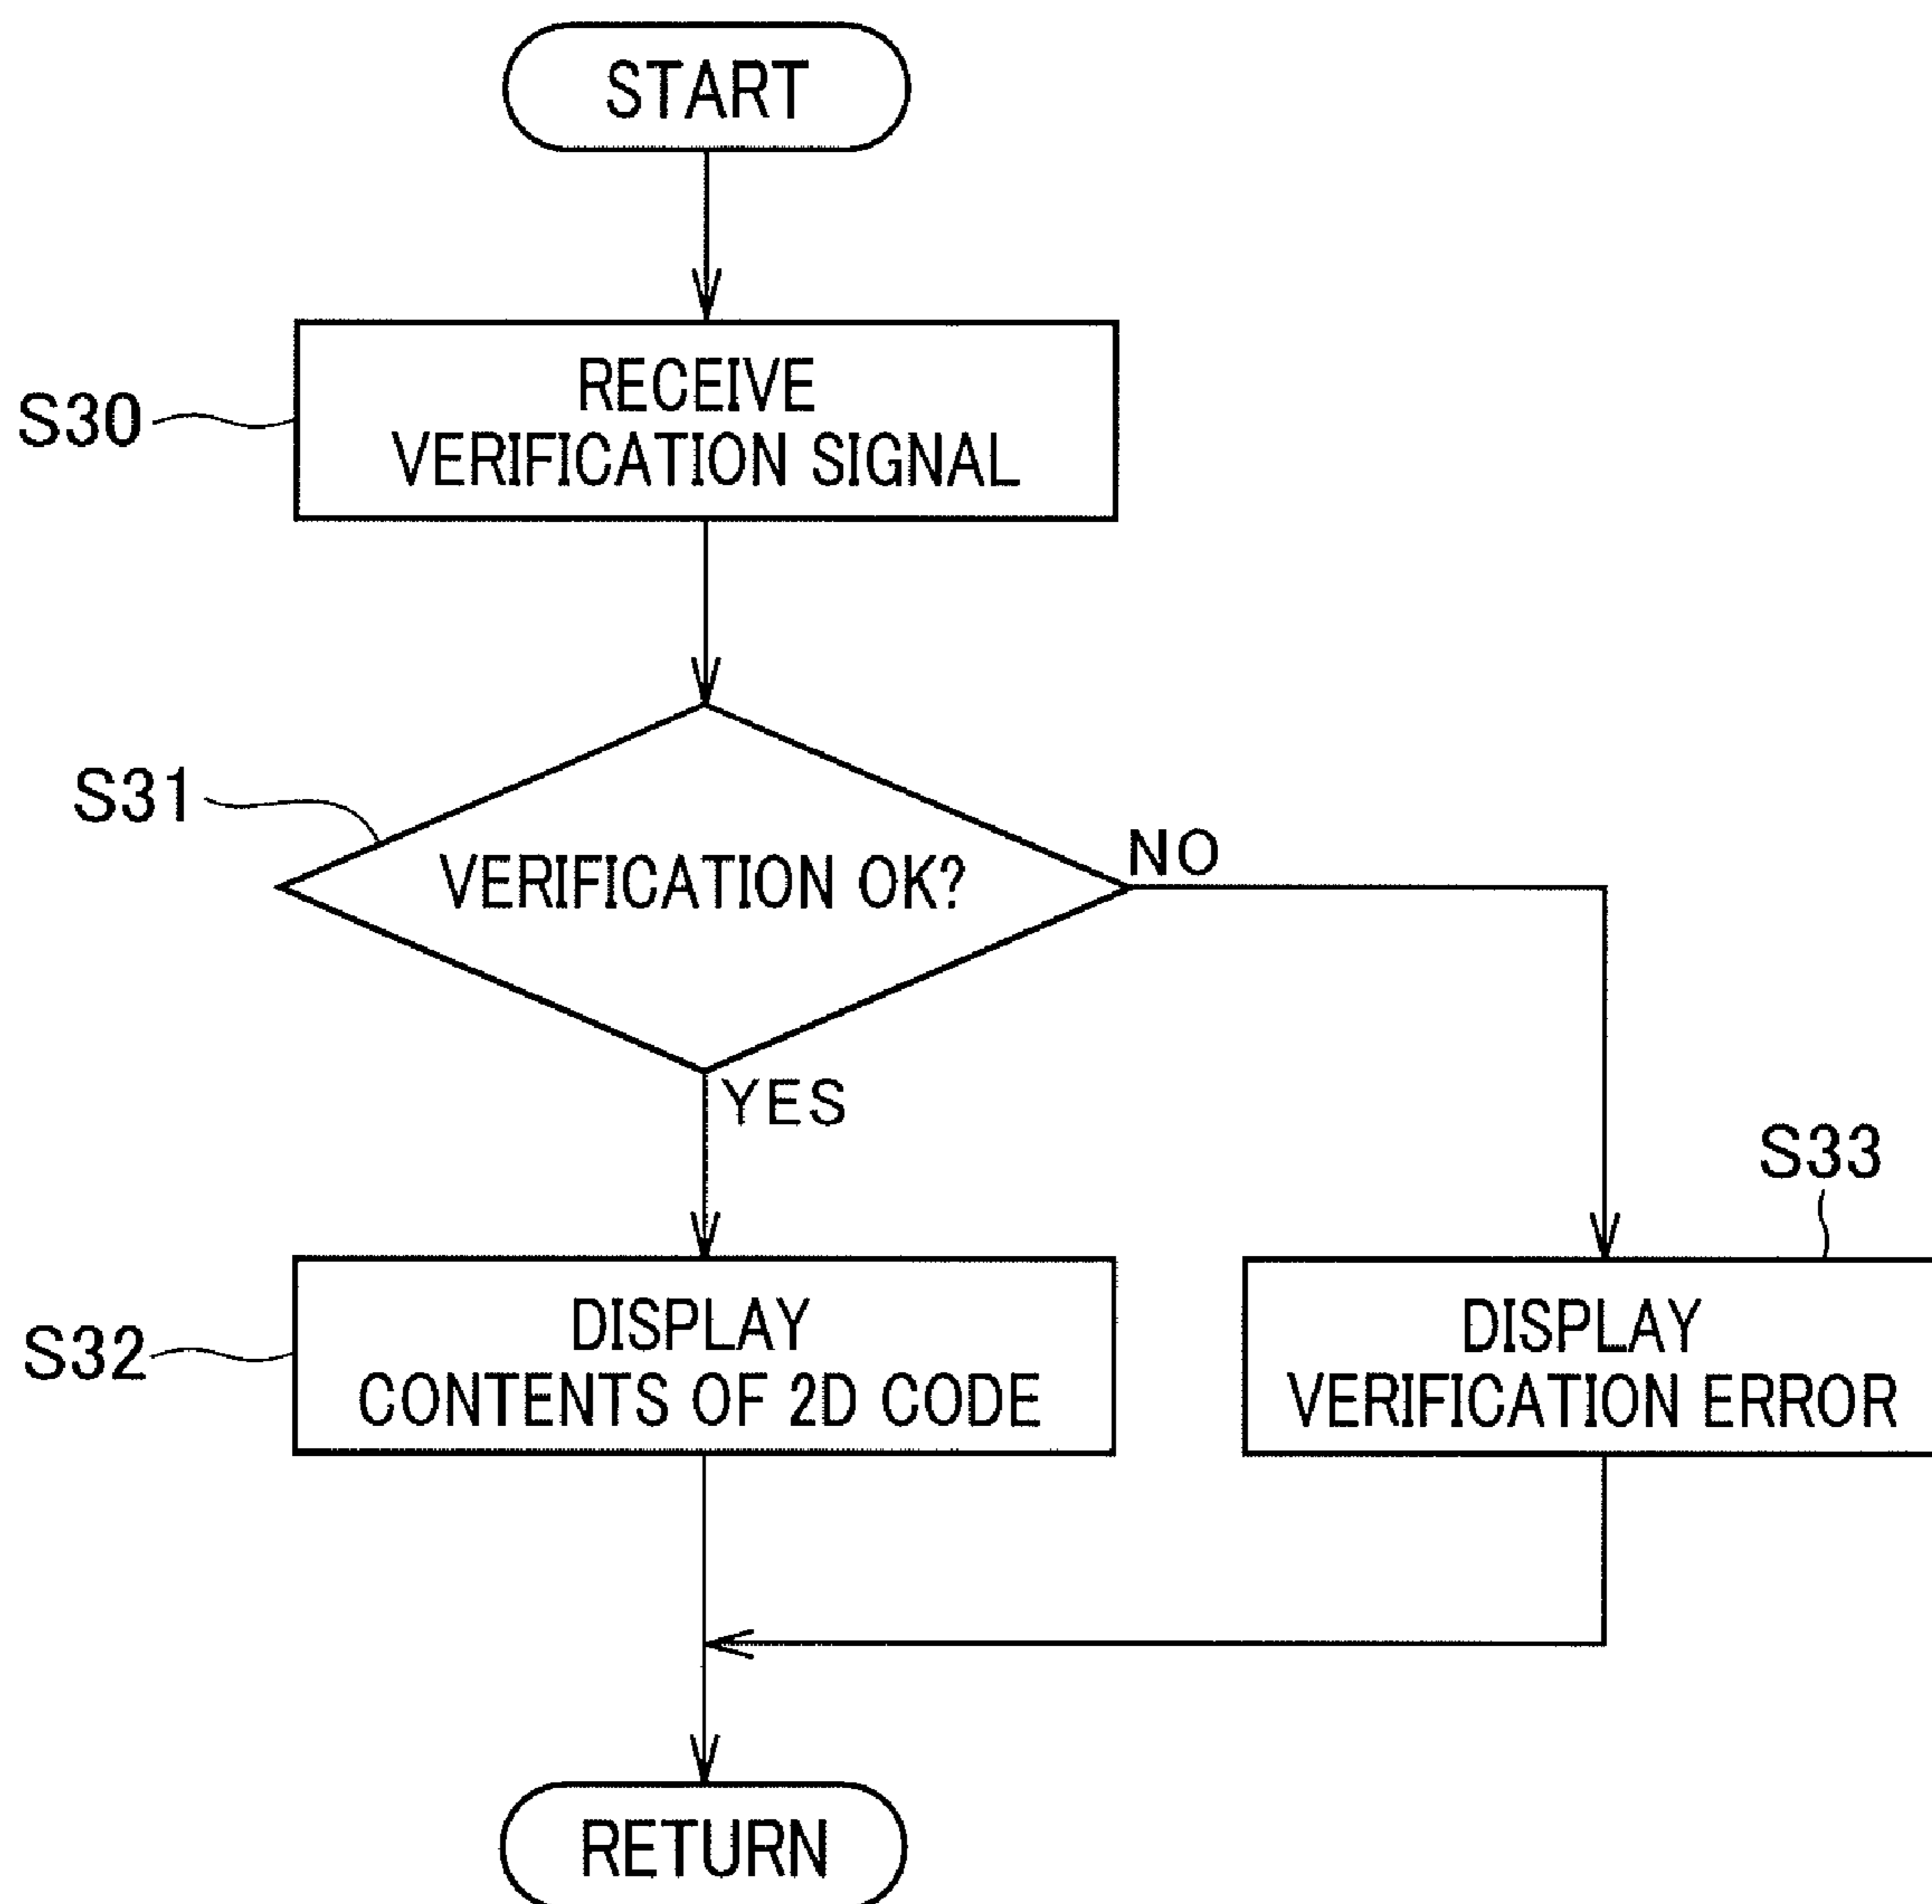 START
S30
RECEIVE
VERIFICATION SIGNAL
S31
VERIFICATION OK?
NO
YES
S33
S32
DISPLAY
CONTENTS OF 2D CODE
DISPLAY
VERIFICATION ERROR
RETURN